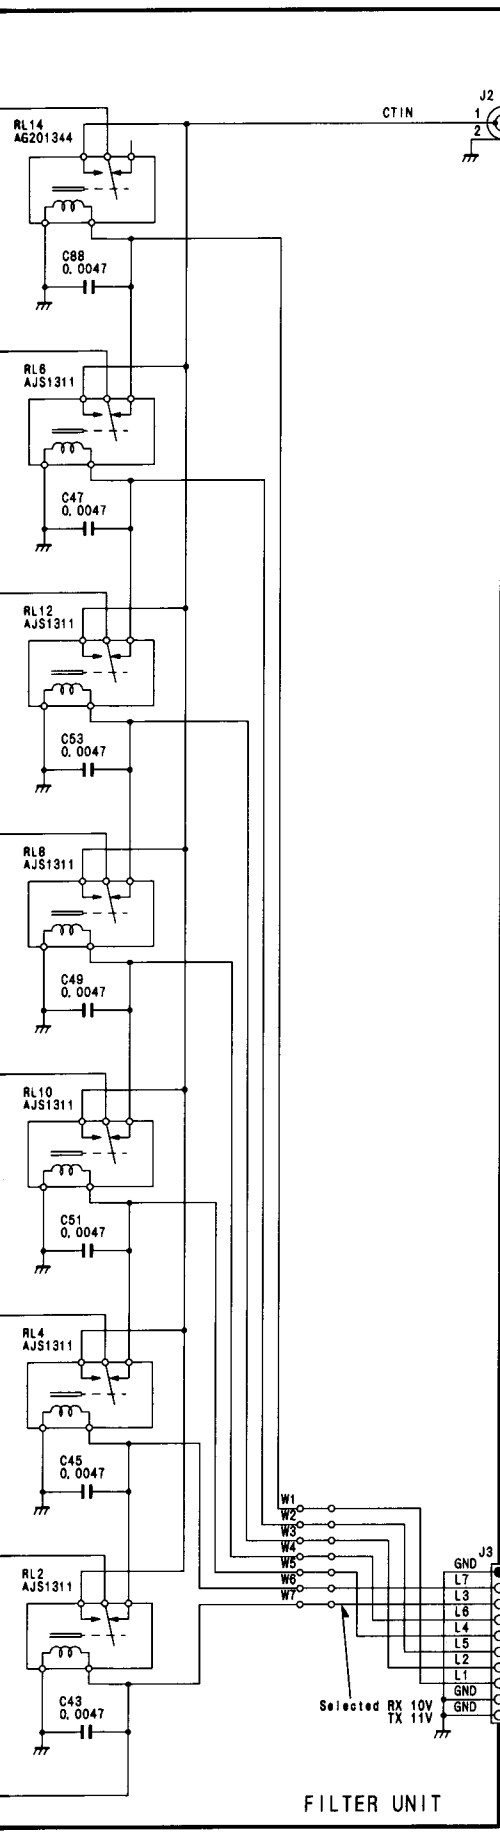 J2
CTIN
1
2
RL14
AG201344
C88
0.0047
RL6
AJS1311
C47
0.0047
RL12
AJS1311
C53
0.0047
RL8
AJS1311
C49
0.0047
RL10
AJS1311
C51
0.0047
RL4
AJS1311
C45
0.0047
W1
W2
W3
W4
W5
W6
W7
J3
GND
L7
L3
L6
L4
L5
L2
L1
GND
GND
RL2
AJS1311
C43
0.0047
Selected RX 10V
TX 11V
FILTER UNIT